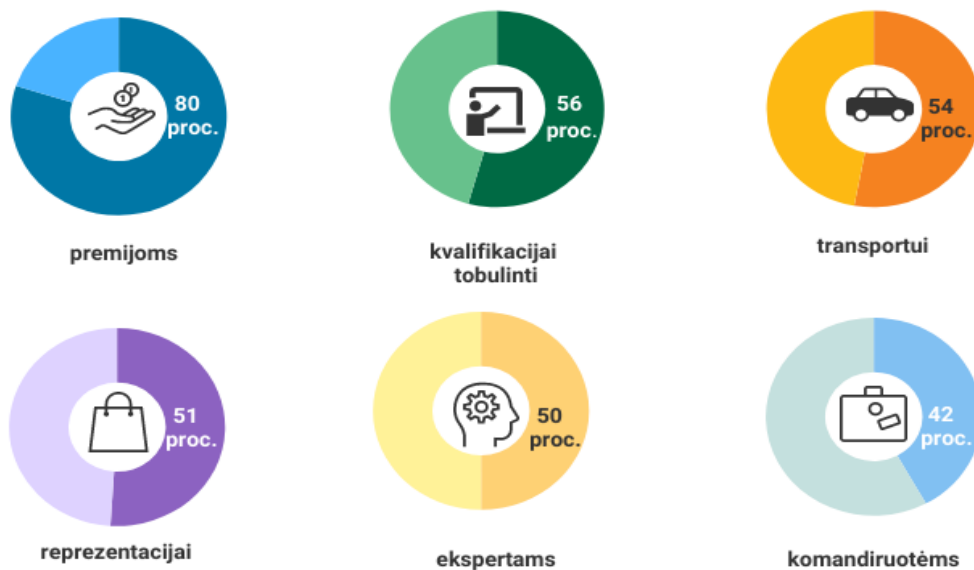 80
proc.
premijoms
56
proc.
kvalifikacijai
tobulinti
54
proc.
transportui
51
proc.
reprezentacijai
50
proc.
ekspertams
42
proc.
komandiruotėms